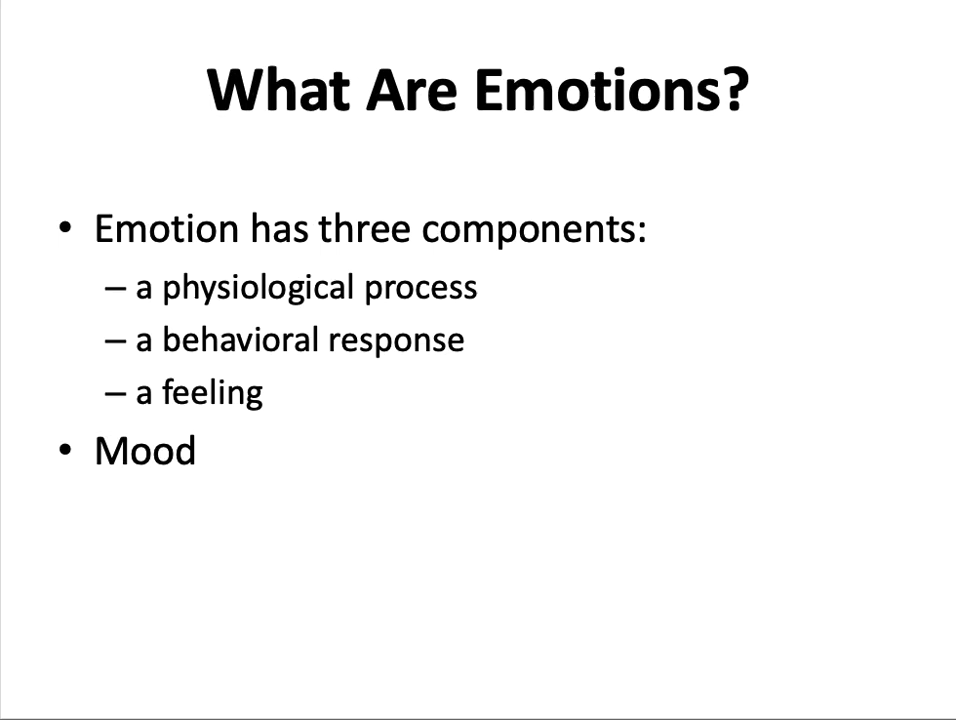 What Are Emotions?
• Emotion has three components:
– a physiological process
– a behavioral response
– a feeling
• Mood